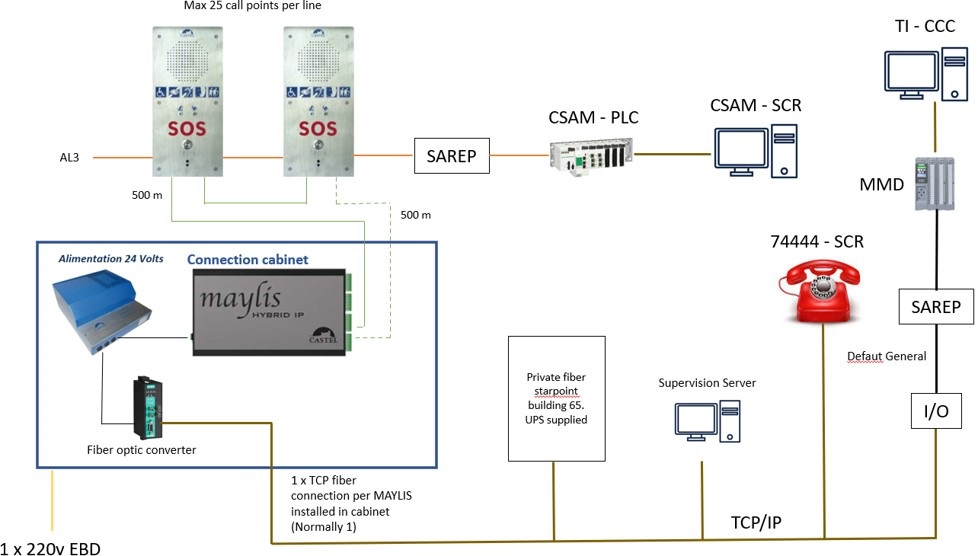 Max 25 call points per line
TI - CCC
SOS
SOS
CSAM - PLC
CSAM - SCR
AL3
SAREP
MMD
500 m
500 m
74444 - SCR
Alimentation 24 Volts
Connection cabinet
maylis
HYBRID IP
CASTEL
SAREP
Defaut General
Private fiber
starpoint
building 65.
UPS supplied
Supervision Server
I/O
Fiber optic converter
1 x TCP fiber
connection per MAYLIS
installed in cabinet
(Normally 1)
TCP/IP
1 x 220v EBD